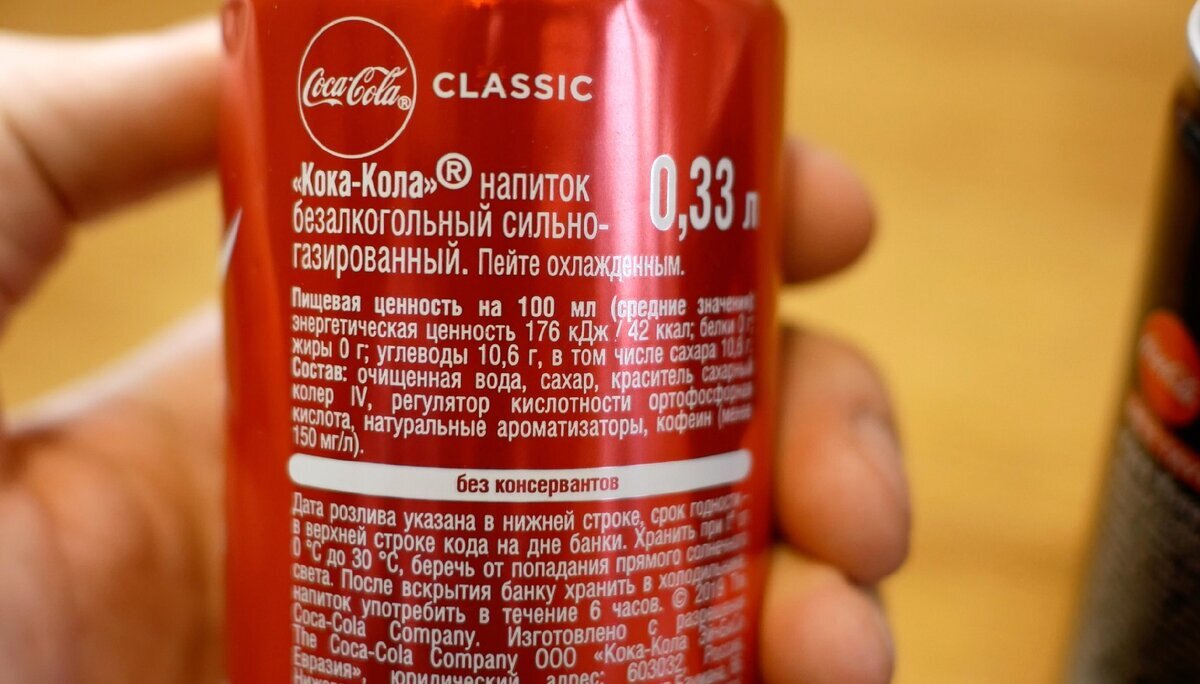 Coca-Cola® CLASSIC
«Кока-Кола»® напиток 0,33 л
безалкогольный сильно-
газированный. Пейте охлажденным.
Пищевая ценность на 100 мл (средние значения)
энергетическая ценность 176 кДж / 42 ккал; белки 0 г;
жиры 0 г; углеводы 10,6 г, в том числе сахара 10,6 г
Состав: очищенная вода, сахар, краситель сахарный
колер IV, регулятор кислотности ортофосфорная
кислота, натуральные ароматизаторы, кофеин (менее
150 мг/л).
без консервантов
Дата розлива указана в нижней строке, срок годности –
в верхней строке кода на дне банки. Хранить при
0 °C до 30 °C, беречь от попадания прямого солнечного
света. После вскрытия банку хранить в
напиток употребить в течение 6 часов. © 2019 The
Coca-Cola Company. Изготовлено с
The Coca-Cola Company ООО «Кока-Кола
Евразия», юридический адрес: 603032,